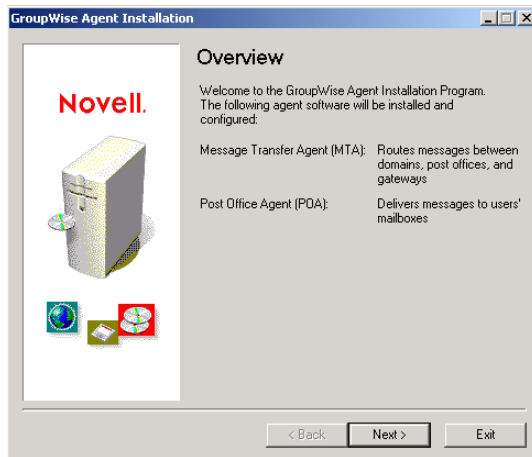 GroupWise Agent Installation
Novell.
Overview
Welcome to the GroupWise Agent Installation Program.
The following agent software will be installed and
configured:
Message Transfer Agent (MTA): Routes messages between
domains, post offices, and
gateways
Post Office Agent (POA): Delivers messages to users'
mailboxes
< Back
Next >
Exit